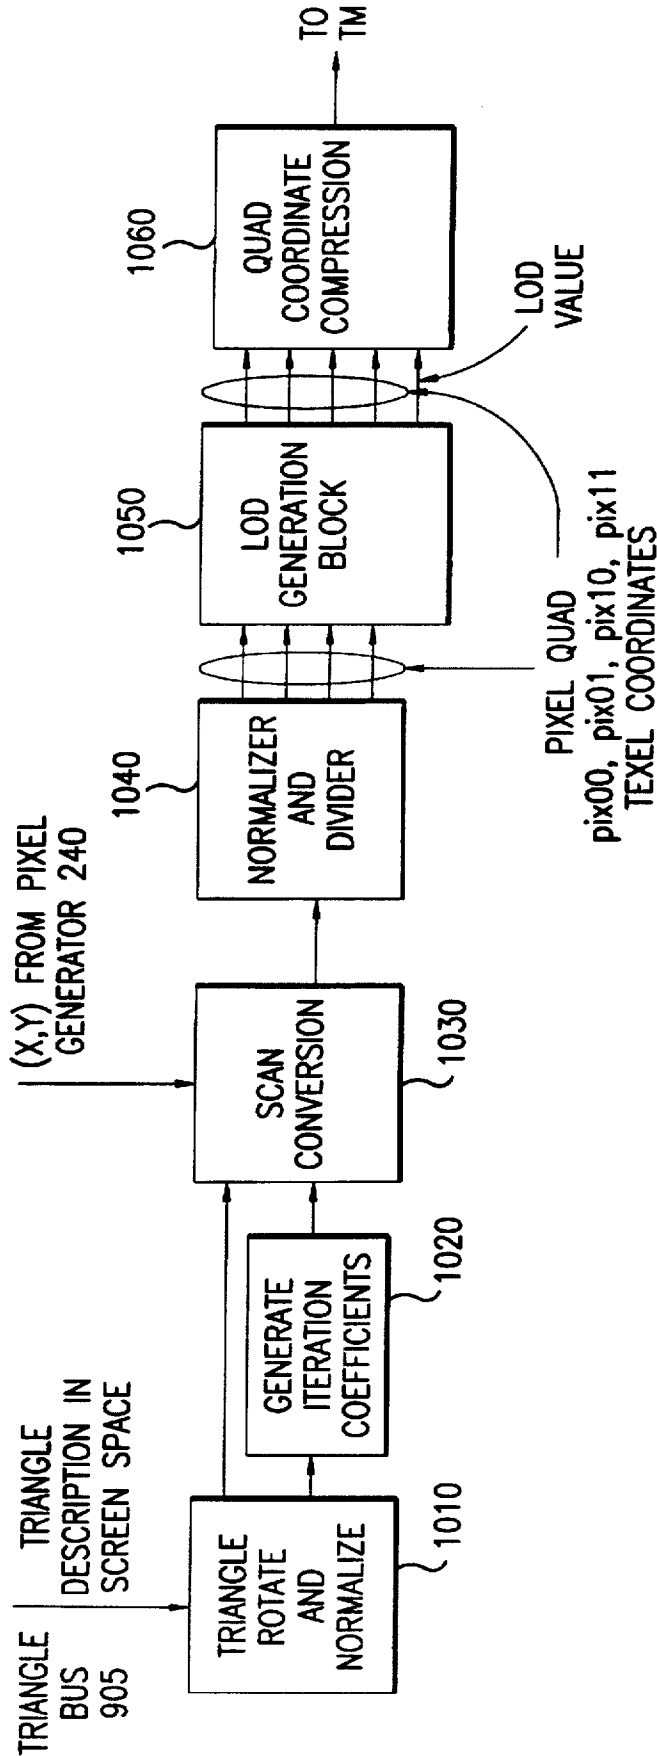 TRIANGLE
BUS
905
TRIANGLE
DESCRIPTION IN
SCREEN SPACE
TRIANGLE
ROTATE
AND
NORMALIZE
1010
GENERATE
ITERATION
COEFFICIENTS
1020
(X,Y) FROM PIXEL
GENERATOR 240
SCAN
CONVERSION
1030
1040
NORMALIZER
AND
DIVIDER
PIXEL QUAD
pix00, pix01, pix10, pix11
TEXEL COORDINATES
1050
LOD
GENERATION
BLOCK
LOD
VALUE
1060
QUAD
COORDINATE
COMPRESSION
TO
TM